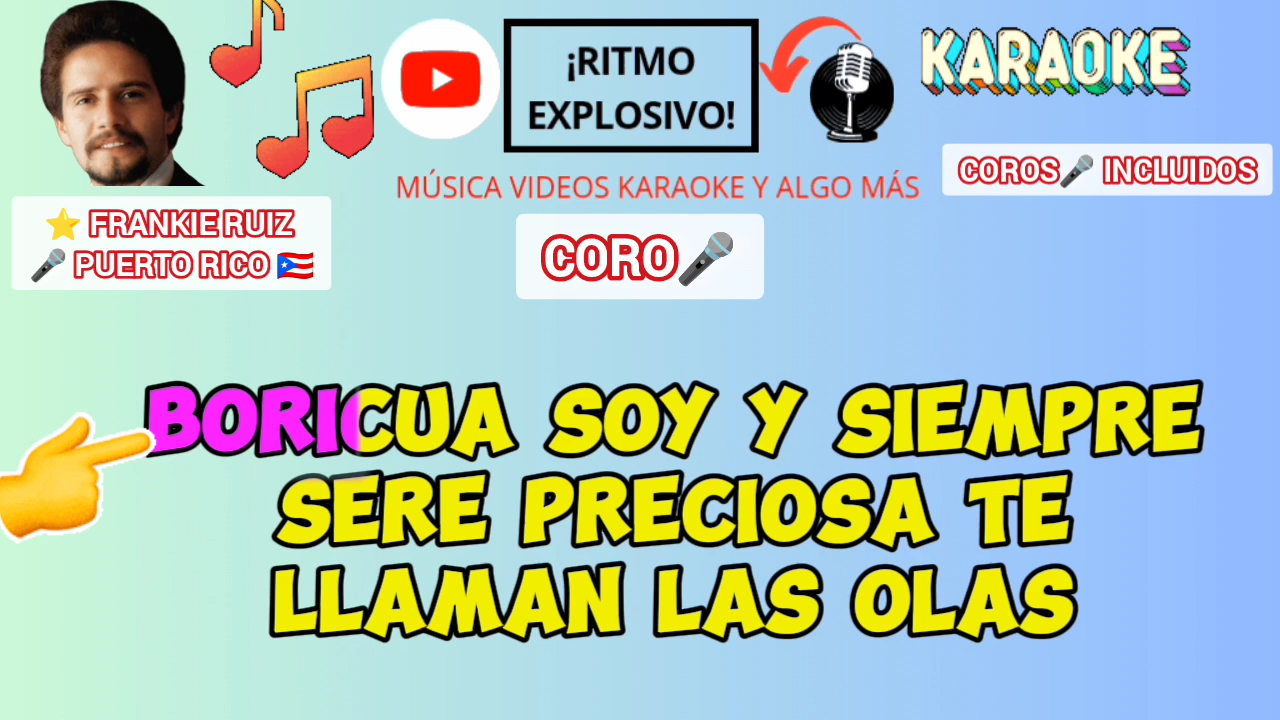 ¡RITMO
EXPLOSIVO!
KARAOKE
MÚSICA VIDEOS KARAOKE Y ALGO MÁS
COROS🎤 INCLUIDOS
⭐ FRANKIE RUIZ
🎤 PUERTO RICO 🇵🇷
CORO🎤
BORICUA SOY Y SIEMPRE
SERE PRECIOSA TE
LLAMAN LAS OLAS